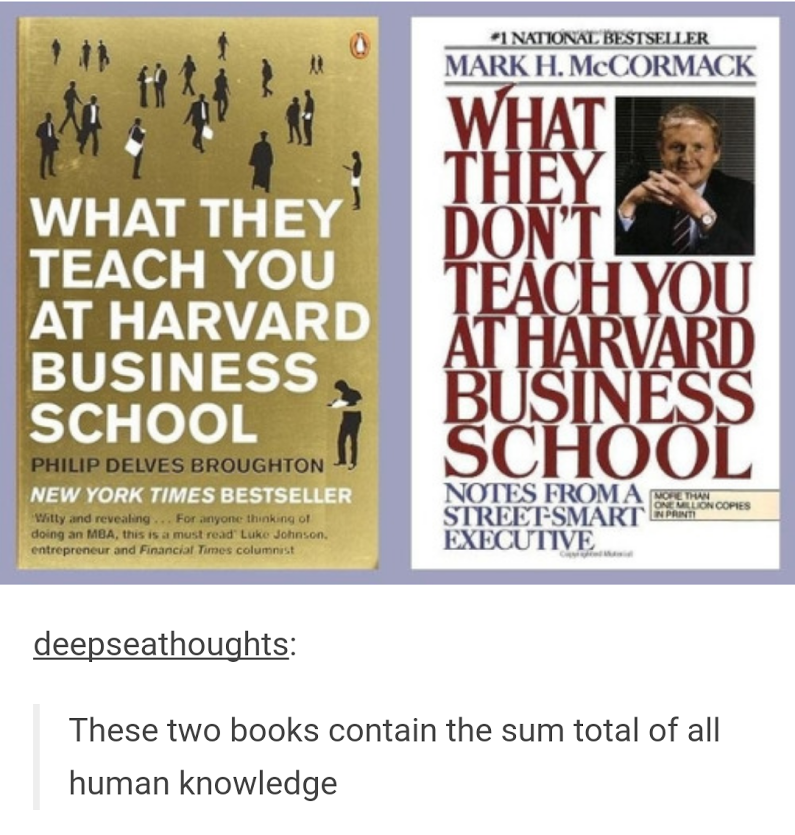 WHAT THEY
TEACH YOU
AT HARVARD
BUSINESS
SCHOOL
PHILIP DELVES BROUGHTON
NEW YORK TIMES BESTSELLER
Witty and revealing . . . For anyone thinking of
doing an MBA, this is a must read' Luke Johnson,
entrepreneur and Financial Times columnist
#1 NATIONAL BESTSELLER
MARK H. McCORMACK
WHAT
THEY
DON'T
TEACH YOU
AT HARVARD
BUSINESS
SCHOOL
NOTES FROM A
STREET-SMART
EXECUTIVE
MORE THAN
ONE MILLION COPIES
IN PRINT!
Copyrighted Material
deepseathoughts:
These two books contain the sum total of all
human knowledge